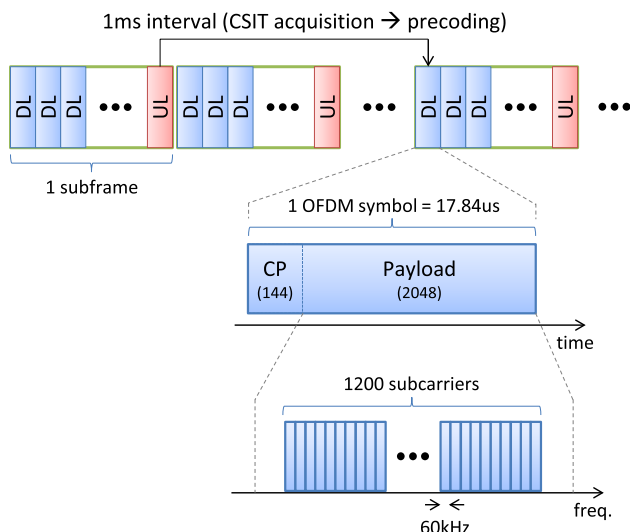 1ms interval (CSIT acquisition → precoding)
DL DL DL ••• UL DL DL DL ••• UL ••• DL DL DL ••• UL •••
1 subframe
1 OFDM symbol = 17.84us
CP Payload
(144) (2048)
time
1200 subcarriers
•••
freq.
60kHz